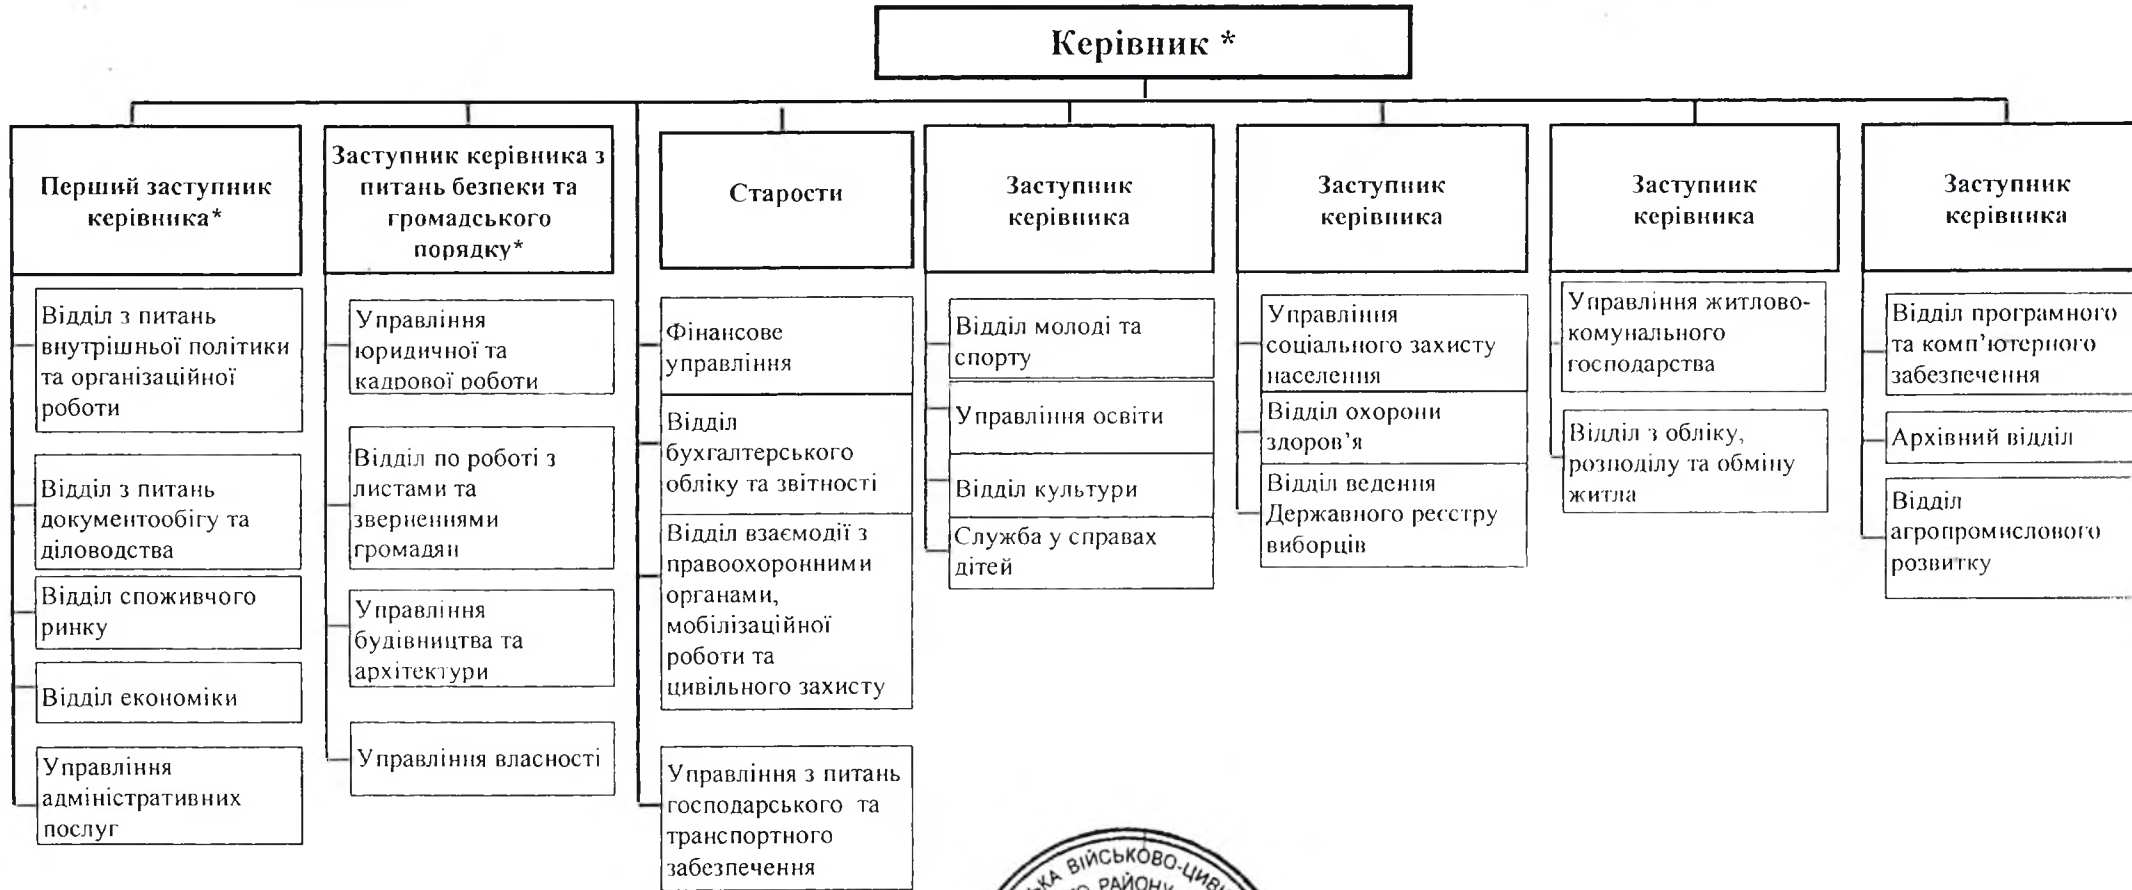 Керівник *
Перший заступник
керівника*
Заступник керівника з
питань безпеки та
громадського
порядку*
Старости
Заступник
керівника
Заступник
керівника
Заступник
керівника
Заступник
керівника
Відділ з питань
внутрішньої політики
та організаційної
роботи
Відділ з питань
документообігу та
діловодства
Відділ споживчого
ринку
Відділ економіки
Управління
адміністративних
послуг
Управління
юридичної та
кадрової роботи
Відділ по роботі з
листами та
зверненнями
громадян
Управління
будівництва та
архітектури
Управління власності
Фінансове
управління
Відділ
бухгалтерського
обліку та звітності
Відділ взаємодії з
правоохоронними
органами,
мобілізаційної
роботи та
цивільного захисту
Управління з питань
господарського та
транспортного
забезпечення
Відділ молоді та
спорту
Управління освіти
Відділ культури
Служба у справах
дітей
Управління
соціального захисту
населення
Відділ охорони
здоров’я
Відділ ведення
Державного реєстру
виборців
Управління житлово-
комунального
господарства
Відділ з обліку,
розподілу та обміну
житла
Відділ програмного
та комп’ютерного
забезпечення
Архівний відділ
Відділ
агропромислового
розвитку
РАЙОНУ